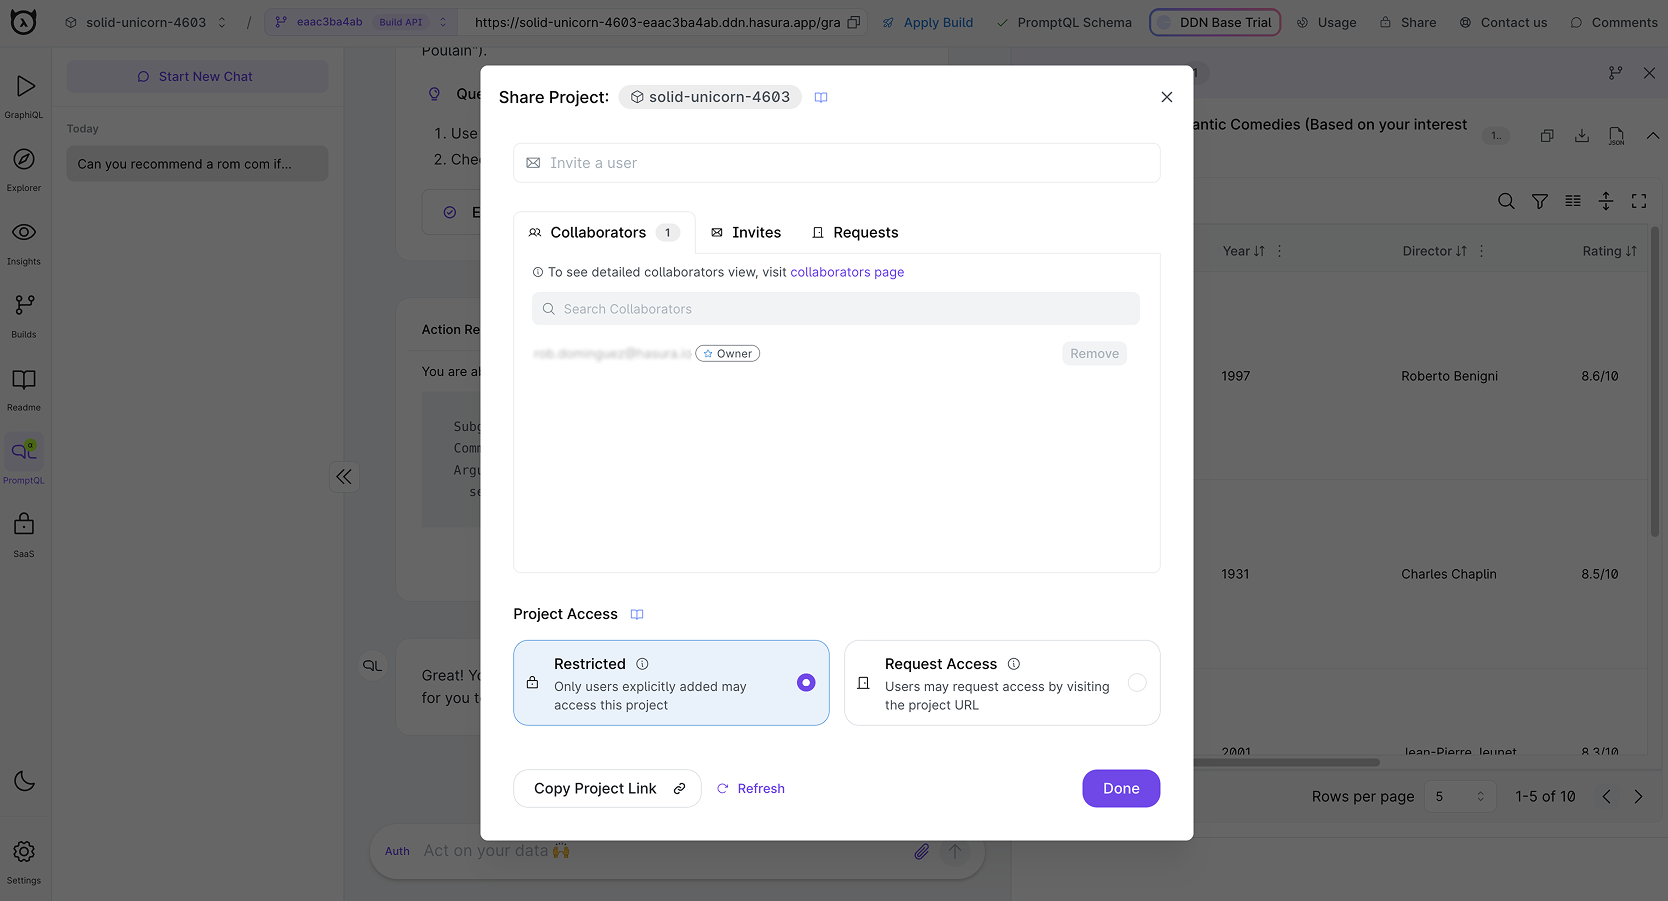 solid-unicorn-4603 / eaac3ba4ab Build API https://solid-unicorn-4603-eaac3ba4ab.ddn.hasura.app/gra Apply Build PromptQL Schema DDN Base Trial Usage Share Contact us Comments
GraphiQL
Explorer
Insights
Builds
Readme
α
PromptQL
SaaS
Settings
Start New Chat
Today
Can you recommend a rom com if...
Poulain").
Que
1. Use
2. Che
E
Action Re
You are al
Subg
Comm
Argu
se
QL
Great! Yo
for you t
Auth Act on your data 🙌
Share Project: solid-unicorn-4603
Invite a user
Collaborators 1 Invites Requests
To see detailed collaborators view, visit collaborators page
Search Collaborators
Owner Remove
Project Access
Restricted
Only users explicitly added may
access this project
Request Access
Users may request access by visiting
the project URL
Copy Project Link Refresh Done
1
antic Comedies (Based on your interest 1.. JSON
Year Director Rating
1997 Roberto Benigni 8.6/10
1931 Charles Chaplin 8.5/10
2001 Jean-Pierre Jeunet 8.3/10
Rows per page 5 1-5 of 10